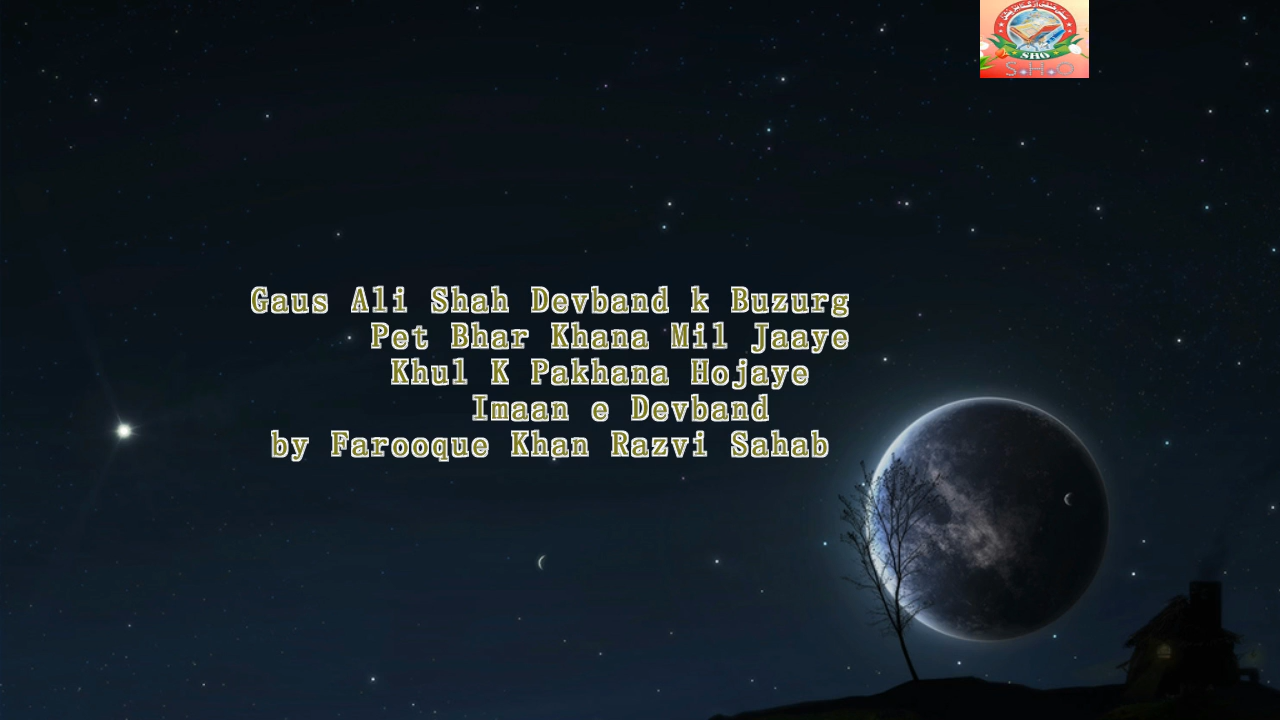 SHO
S.H.O
Gaus Ali Shah Devband k Buzurg
Pet Bhar Khana Mil Jaaye
Khul K Pakhana Hojaye
Imaan e Devband
by Farooque Khan Razvi Sahab